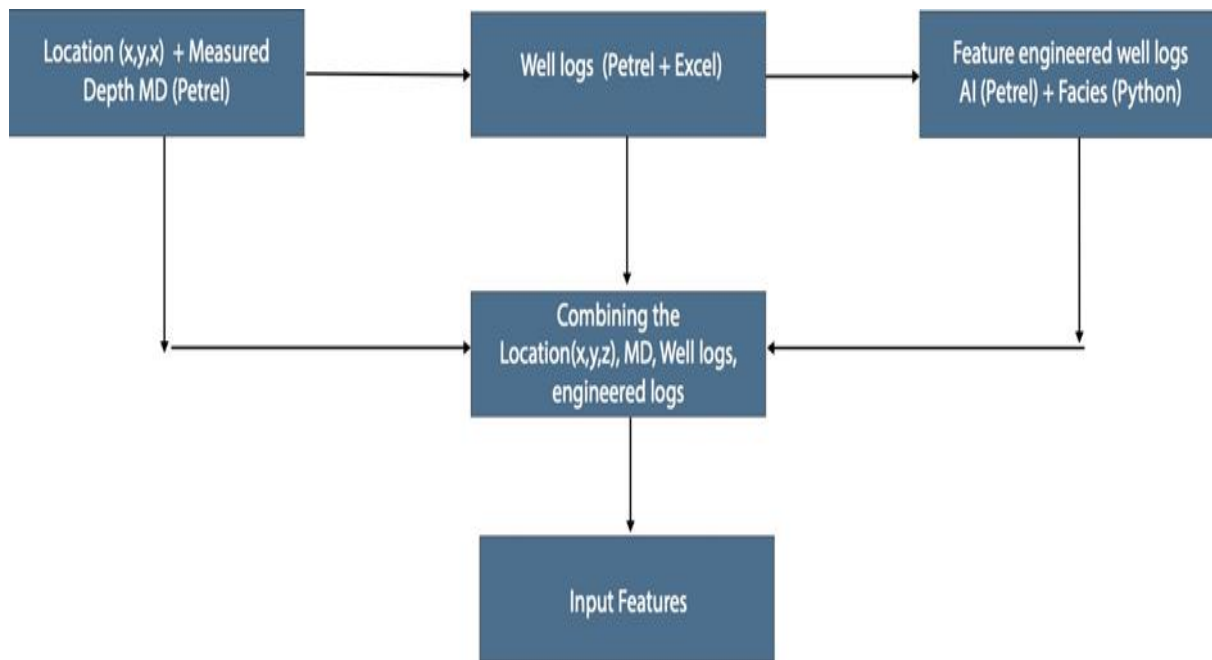 Location (x,y,x) + Measured
Depth MD (Petrel)
Well logs (Petrel + Excel)
Feature engineered well logs
AI (Petrel) + Facies (Python)
Combining the
Location(x,y,z), MD, Well logs,
engineered logs
Input Features